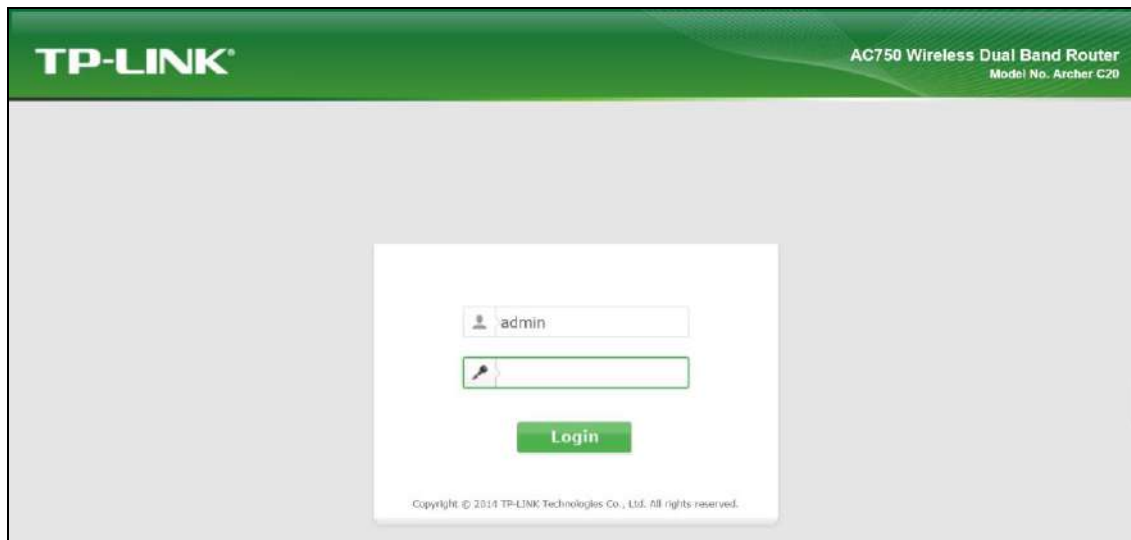 TP-LINK®
AC750 Wireless Dual Band Router
Model No. Archer C20
admin
Login
Copyright © 2014 TP-LINK Technologies Co., Ltd. All rights reserved.